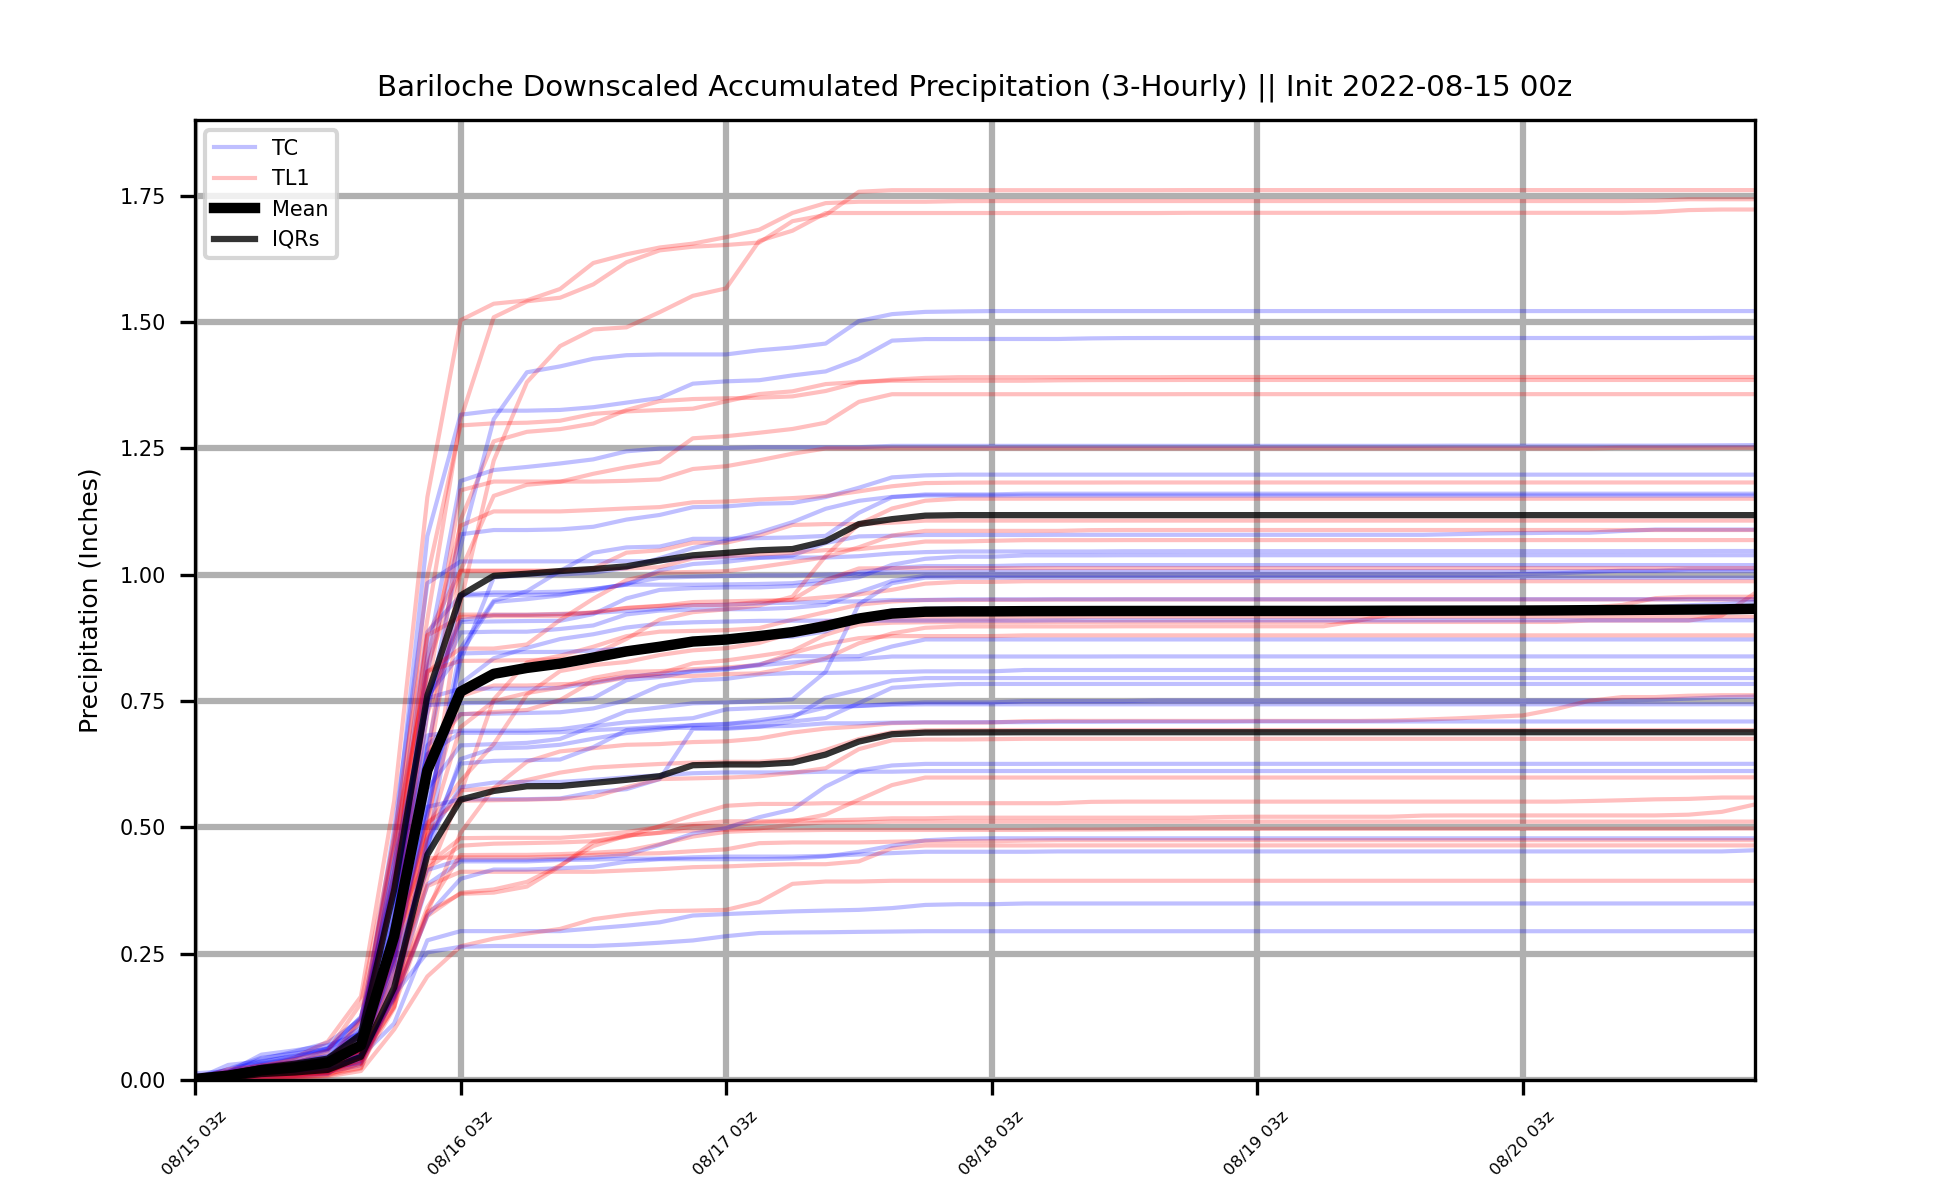 Bariloche Downscaled Accumulated Precipitation (3-Hourly) || Init 2022-08-15 00z
TC
TL1
Mean
IQRs
Precipitation (Inches)
1.75
1.50
1.25
1.00
0.75
0.50
0.25
0.00
08/15 03z
08/16 03z
08/17 03z
08/18 03z
08/19 03z
08/20 03z